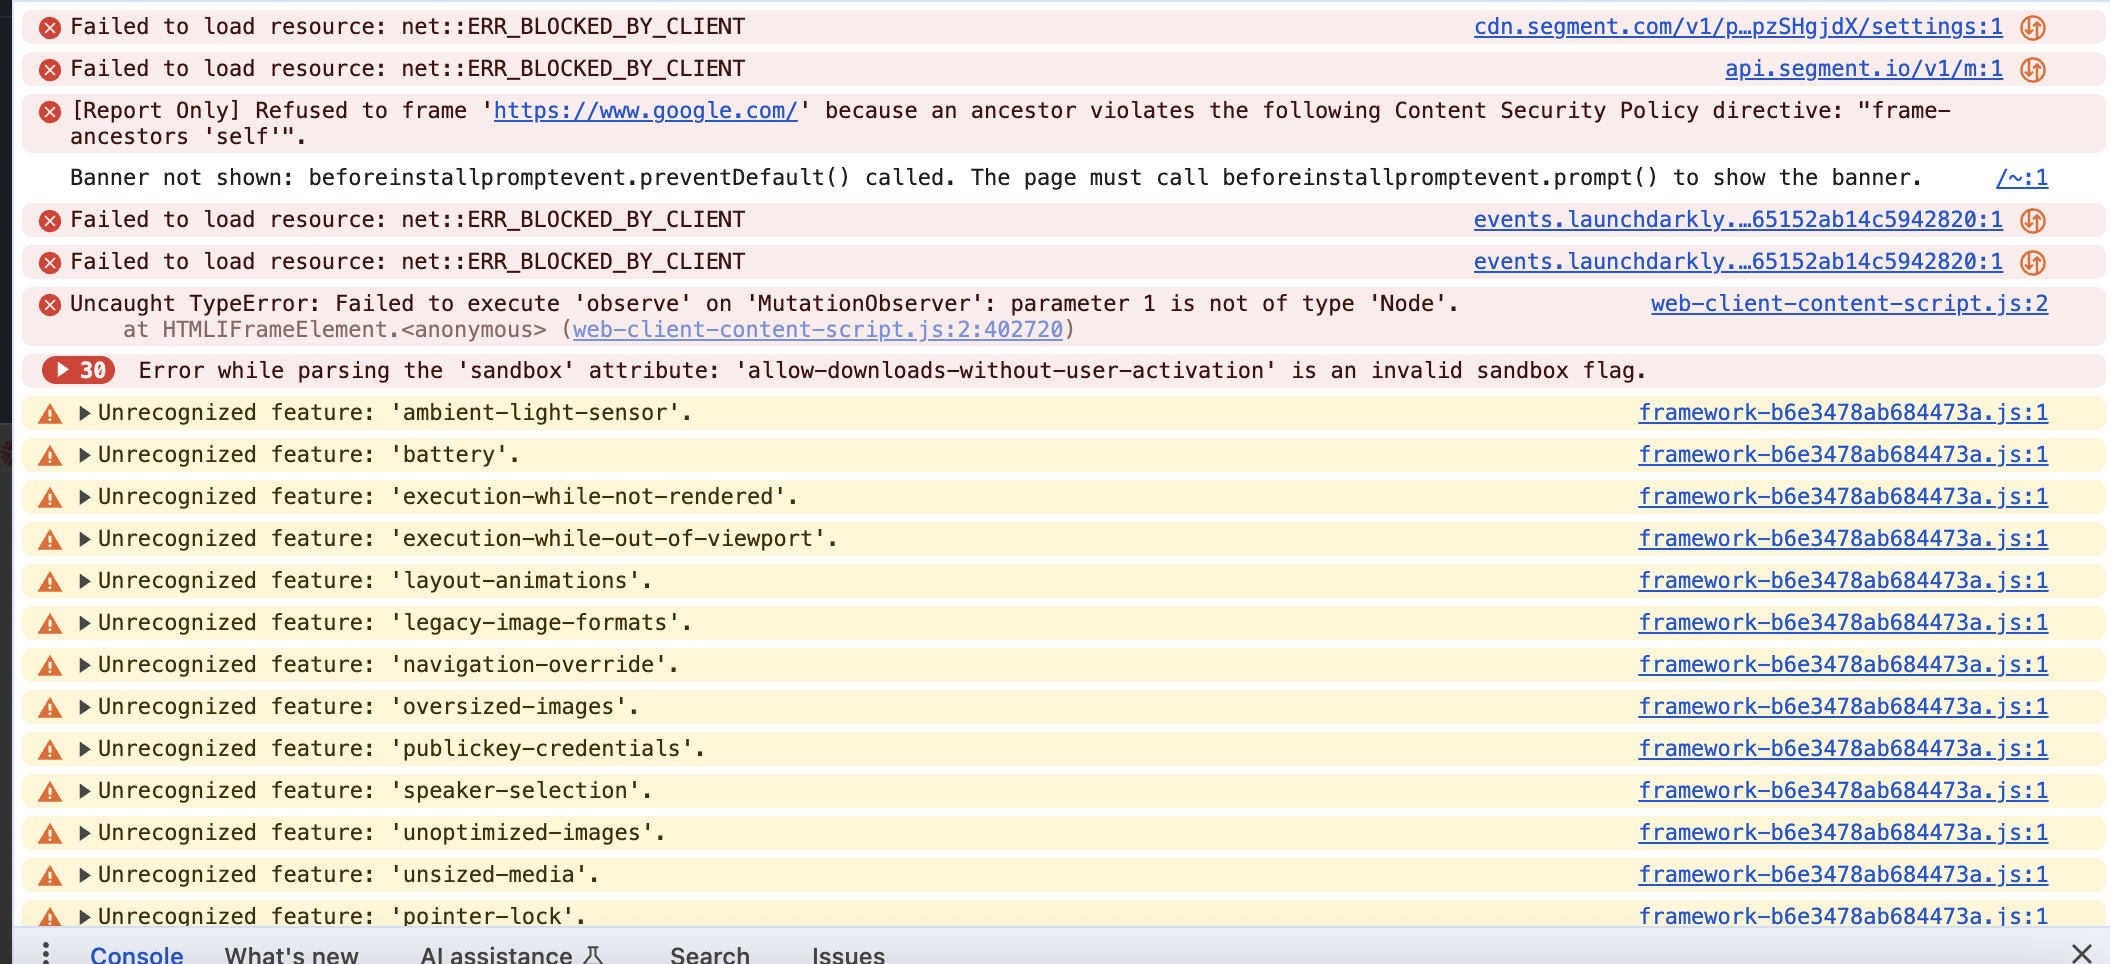 Failed to load resource: net::ERR_BLOCKED_BY_CLIENT cdn.segment.com/v1/p…pzSHgjdX/settings:1
Failed to load resource: net::ERR_BLOCKED_BY_CLIENT api.segment.io/v1/m:1
[Report Only] Refused to frame 'https://www.google.com/' because an ancestor violates the following Content Security Policy directive: "frame-
ancestors 'self'".
Banner not shown: beforeinstallpromptevent.preventDefault() called. The page must call beforeinstallpromptevent.prompt() to show the banner. /~:1
Failed to load resource: net::ERR_BLOCKED_BY_CLIENT events.launchdarkly.…65152ab14c5942820:1
Failed to load resource: net::ERR_BLOCKED_BY_CLIENT events.launchdarkly.…65152ab14c5942820:1
Uncaught TypeError: Failed to execute 'observe' on 'MutationObserver': parameter 1 is not of type 'Node'. web-client-content-script.js:2
at HTMLIFrameElement.<anonymous> (web-client-content-script.js:2:402720)
30 Error while parsing the 'sandbox' attribute: 'allow-downloads-without-user-activation' is an invalid sandbox flag.
Unrecognized feature: 'ambient-light-sensor'. framework-b6e3478ab684473a.js:1
Unrecognized feature: 'battery'. framework-b6e3478ab684473a.js:1
Unrecognized feature: 'execution-while-not-rendered'. framework-b6e3478ab684473a.js:1
Unrecognized feature: 'execution-while-out-of-viewport'. framework-b6e3478ab684473a.js:1
Unrecognized feature: 'layout-animations'. framework-b6e3478ab684473a.js:1
Unrecognized feature: 'legacy-image-formats'. framework-b6e3478ab684473a.js:1
Unrecognized feature: 'navigation-override'. framework-b6e3478ab684473a.js:1
Unrecognized feature: 'oversized-images'. framework-b6e3478ab684473a.js:1
Unrecognized feature: 'publickey-credentials'. framework-b6e3478ab684473a.js:1
Unrecognized feature: 'speaker-selection'. framework-b6e3478ab684473a.js:1
Unrecognized feature: 'unoptimized-images'. framework-b6e3478ab684473a.js:1
Unrecognized feature: 'unsized-media'. framework-b6e3478ab684473a.js:1
Unrecognized feature: 'pointer-lock'. framework-b6e3478ab684473a.js:1
Console What's new AI assistance Search Issues